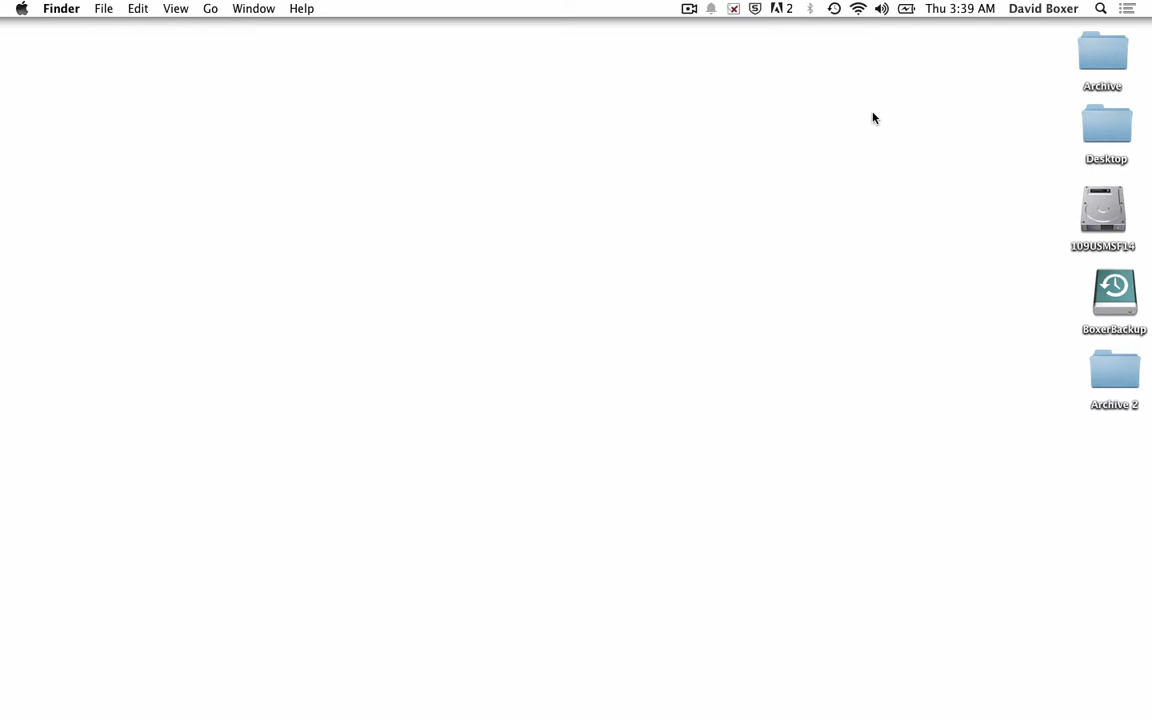 Finder File Edit View Go Window Help 2 Thu 3:39 AM David Boxer
Archive
Desktop
109USMSF14
BoxerBackup
Archive 2